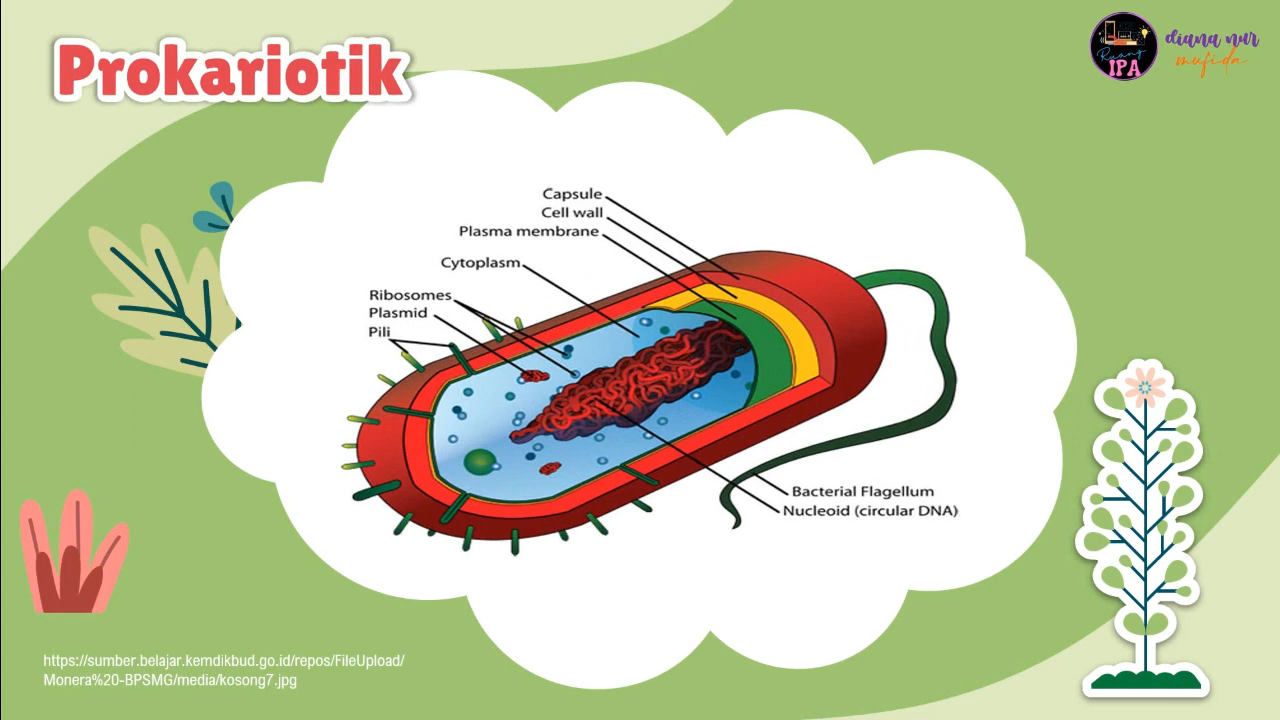 Prokariotik
Ruang
IPA
diana nur
mufida
Capsule
Cell wall
Plasma membrane
Cytoplasm
Ribosomes
Plasmid
Pili
Bacterial Flagellum
Nucleoid (circular DNA)
https://sumber.belajar.kemdikbud.go.id/repos/FileUpload/
Monera%20-BPSMG/media/kosong7.jpg